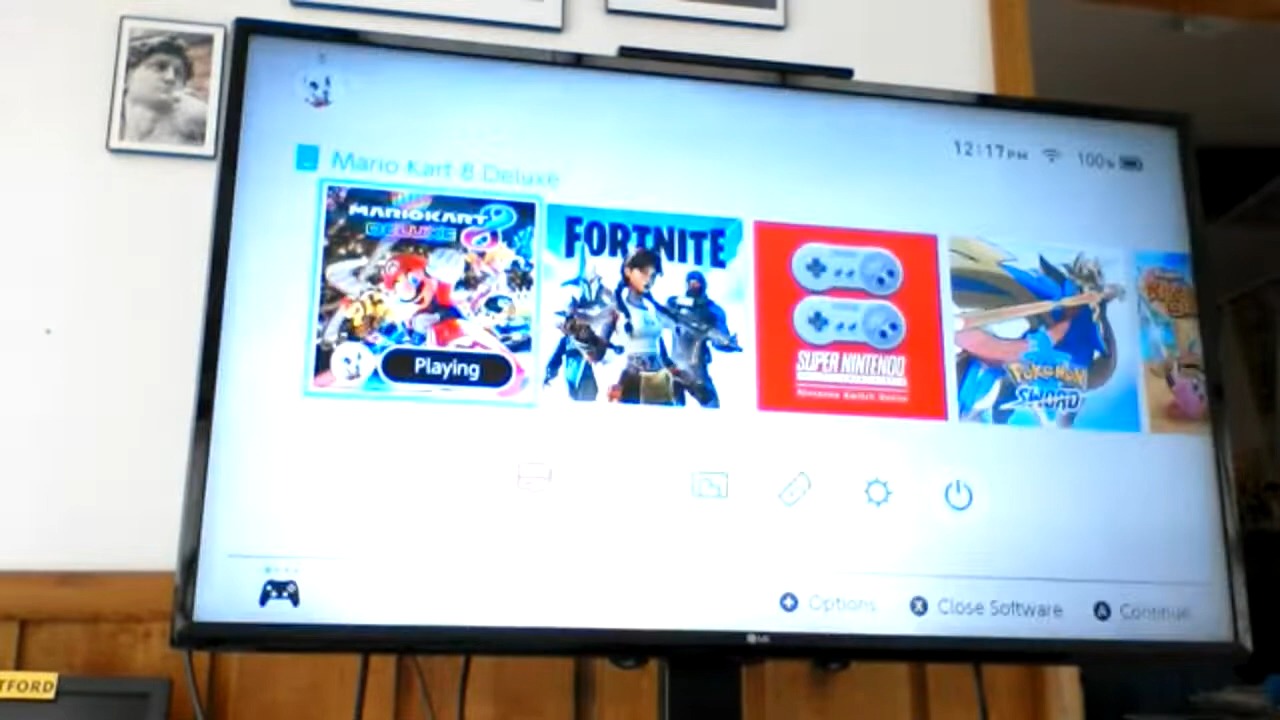 12:17PM
100%
Mario Kart 8 Deluxe
MARIOKART 8
DELUXE
Playing
FORTNITE
SUPER NINTENDO
Nintendo Switch Online
POKÉMON
SWORD
Options
Close Software
Continue
LG
TFORD